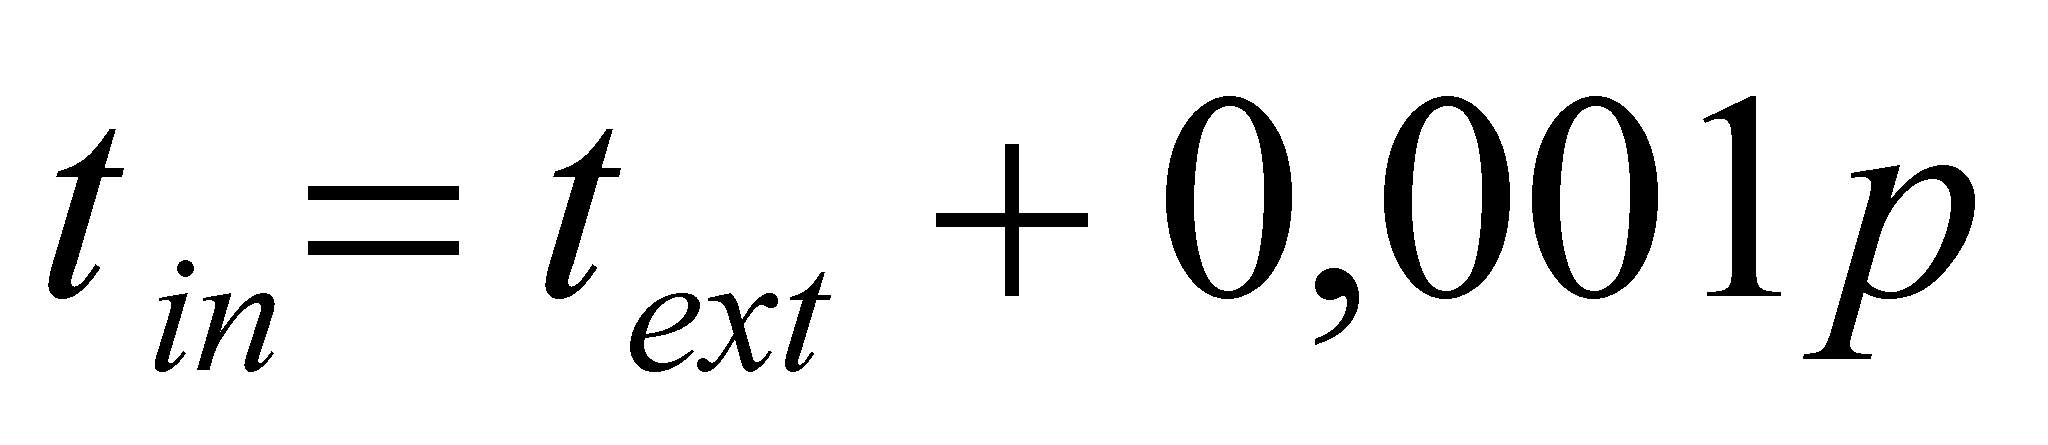 t_in = t_ext + 0,001p